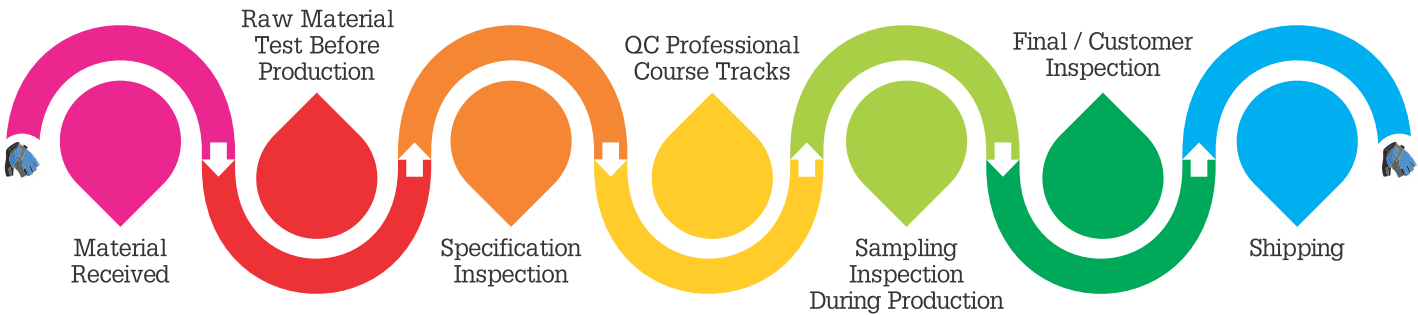 Material
Received
Raw Material
Test Before
Production
Specification
Inspection
QC Professional
Course Tracks
Sampling
Inspection
During Production
Final / Customer
Inspection
Shipping